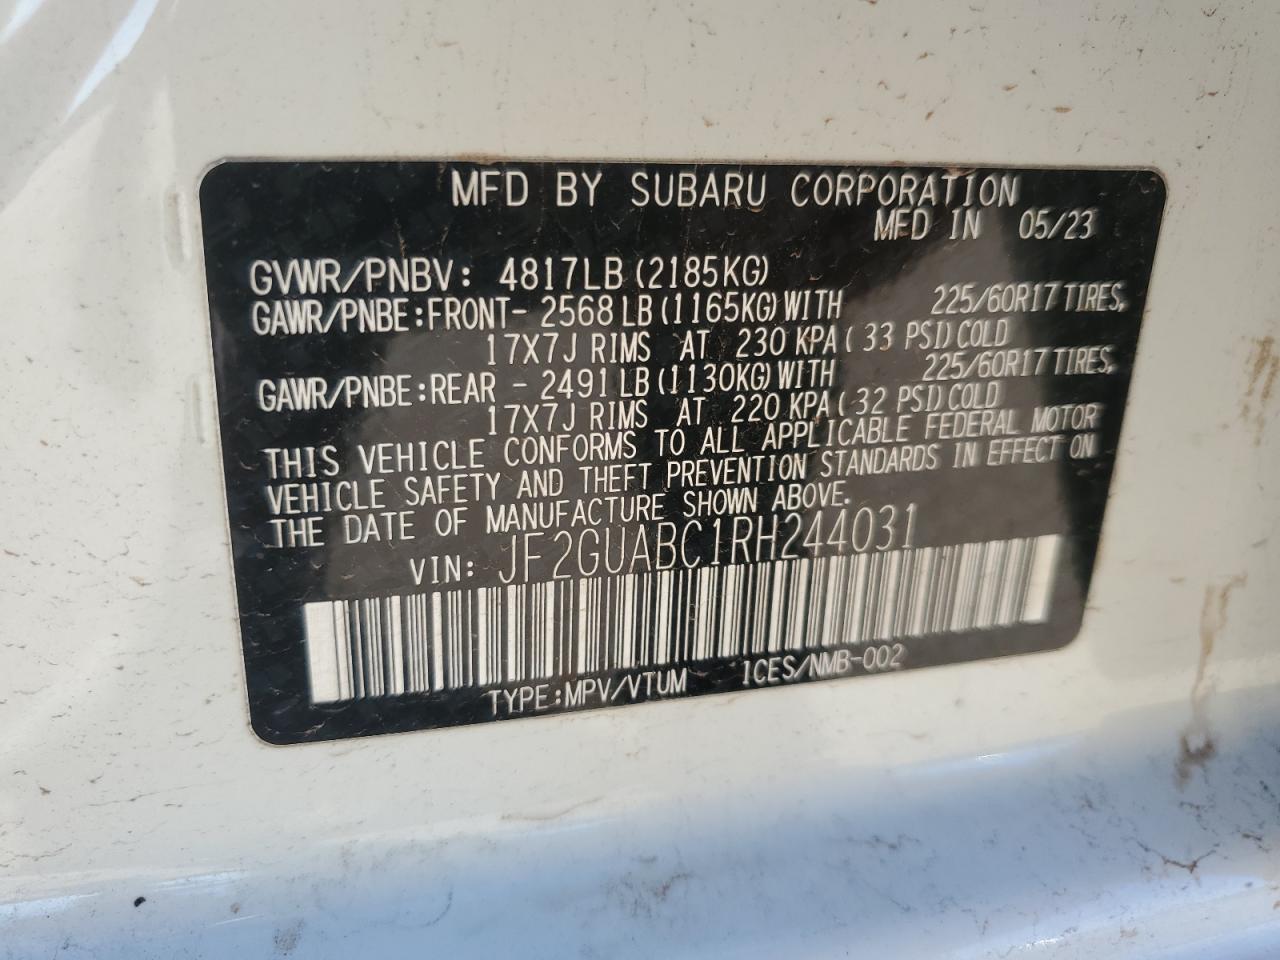 MFD BY SUBARU CORPORATION
MFD IN 05/23
GVWR/PNBV: 4817LB (2185KG)
GAWR/PNBE:FRONT- 2568 LB (1165KG) WITH 225/60R17 TIRES,
17X7J RIMS AT 230 KPA ( 33 PSI) COLD
GAWR/PNBE:REAR - 2491 LB (1130KG) WITH 225/60R17 TIRES,
17X7J RIMS AT 220 KPA ( 32 PSI) COLD
THIS VEHICLE CONFORMS TO ALL APPLICABLE FEDERAL MOTOR
VEHICLE SAFETY AND THEFT PREVENTION STANDARDS IN EFFECT ON
THE DATE OF MANUFACTURE SHOWN ABOVE.
VIN: JF2GUABC1RH244031
TYPE:MPV/VTUM ICES/NMB-002